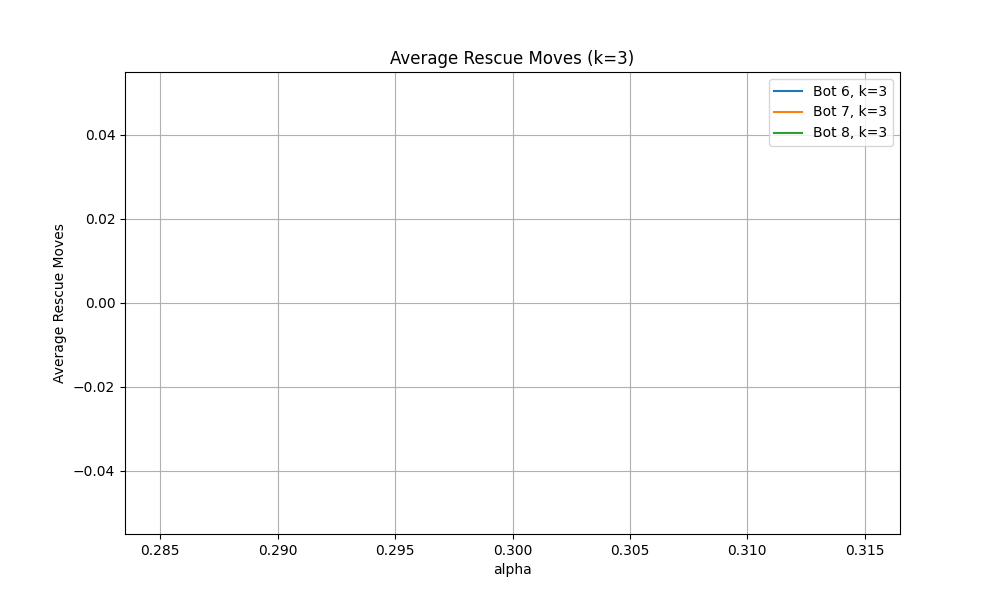 Average Rescue Moves (k=3)
Bot 6, k=3
Bot 7, k=3
Bot 8, k=3
Average Rescue Moves
0.04
0.02
0.00
−0.02
−0.04
0.285 0.290 0.295 0.300 0.305 0.310 0.315
alpha